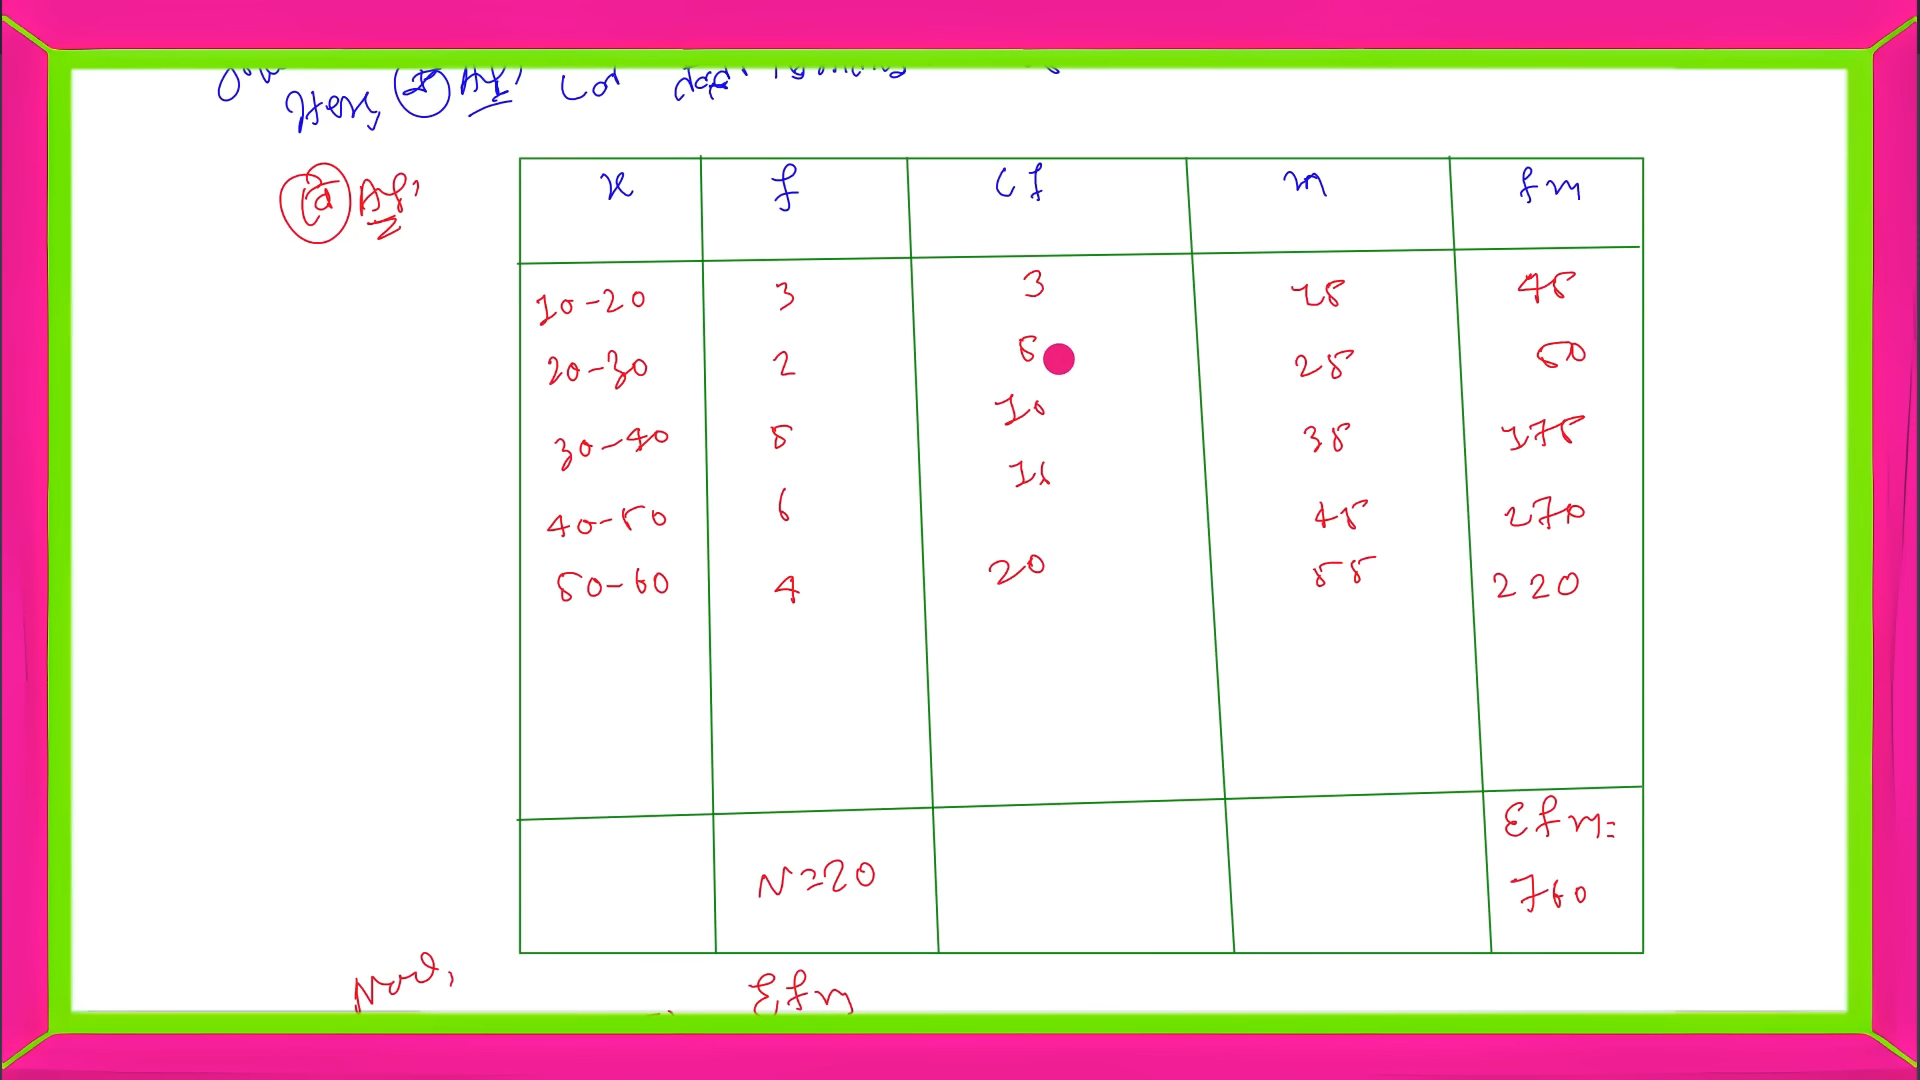 Here,
x f cf m fm
10-20 3 3 15 45
20-30 2 5 25 50
30-40 5 10 35 175
40-50 6 16 45 270
50-60 4 20 55 220
N=20 Σfm=
760
Now,
Σfm